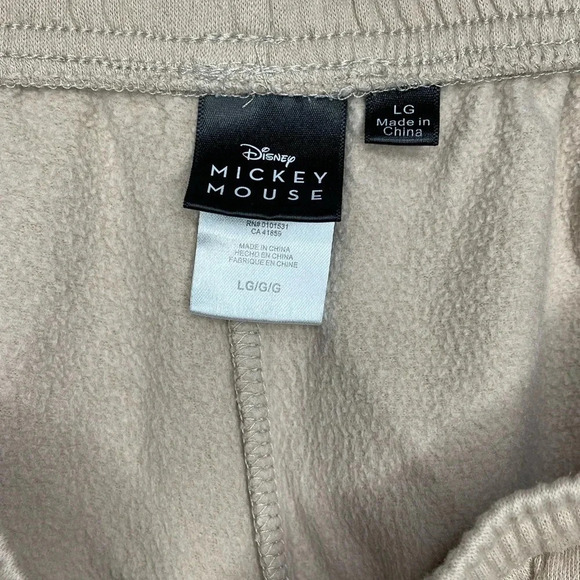 Disney
MICKEY
MOUSE
RN# 0101531
CA 41859
MADE IN CHINA
HECHO EN CHINA
FABRIQUE EN CHINE
LG/G/G
LG
Made in
China